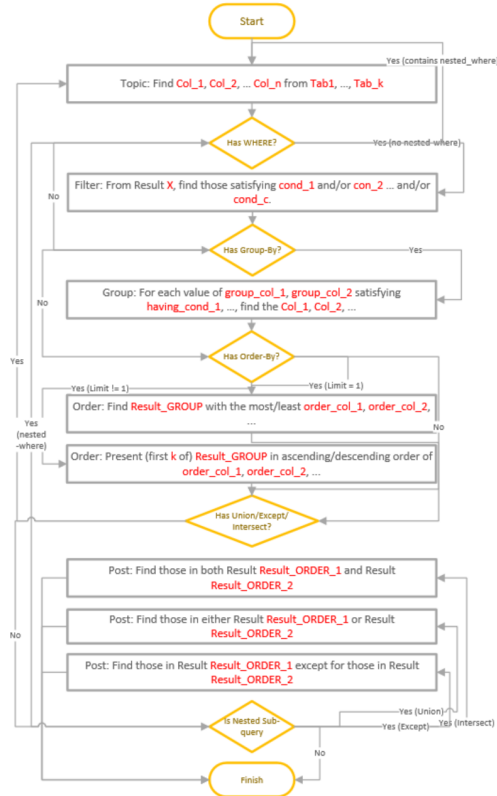 Start
Yes (contains nested_where)
Topic: Find Col_1, Col_2, ... Col_n from Tab1, ..., Tab_k
Has WHERE?
Yes (no nested-where)
Filter: From Result X, find those satisfying cond_1 and/or con_2 ... and/or
cond_c.
No
Has Group-By?
Yes
Group: For each value of group_col_1, group_col_2 satisfying
having_cond_1, ..., find the Col_1, Col_2, ...
No
Has Order-By?
Yes
Yes (Limit != 1)
Yes (Limit = 1)
Order: Find Result_GROUP with the most/least order_col_1, order_col_2,
...
Yes
(nested
-where)
No
Order: Present (first k of) Result_GROUP in ascending/descending order of
order_col_1, order_col_2, ...
Has Union/Except/
Intersect?
Post: Find those in both Result Result_ORDER_1 and Result
Result_ORDER_2
Post: Find those in either Result Result_ORDER_1 or Result
Result_ORDER_2
No
Post: Find those in Result Result_ORDER_1 except for those in Result
Result_ORDER_2
Is Nested Sub-
query
Yes (Union)
Yes (Except)
Yes (Intersect)
No
Finish